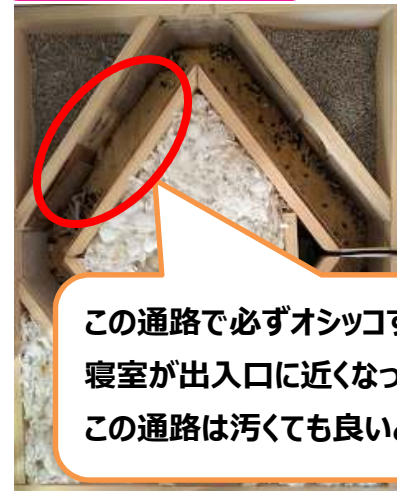 この通路で必ずオシッコす
寝室が出入口に近くなっ
この通路は汚くても良い